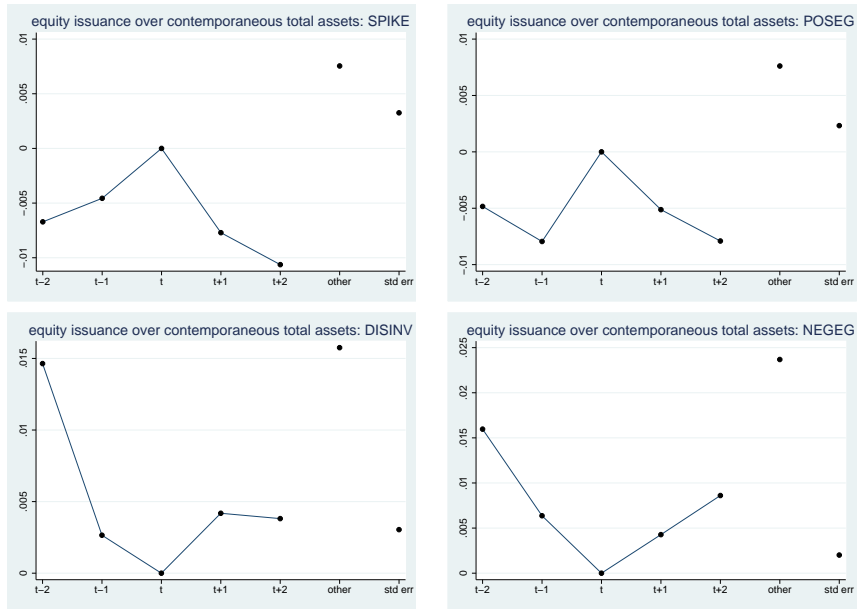 equity issuance over contemporaneous total assets: SPIKE
.01
.005
0
−.005
−.01
t−2 t−1 t t+1 t+2 other std err
equity issuance over contemporaneous total assets: POSEG
.01
.005
0
−.005
−.01
t−2 t−1 t t+1 t+2 other std err
equity issuance over contemporaneous total assets: DISINV
.015
.01
.005
0
t−2 t−1 t t+1 t+2 other std err
equity issuance over contemporaneous total assets: NEGEG
.025
.02
.015
.01
.005
0
t−2 t−1 t t+1 t+2 other std err